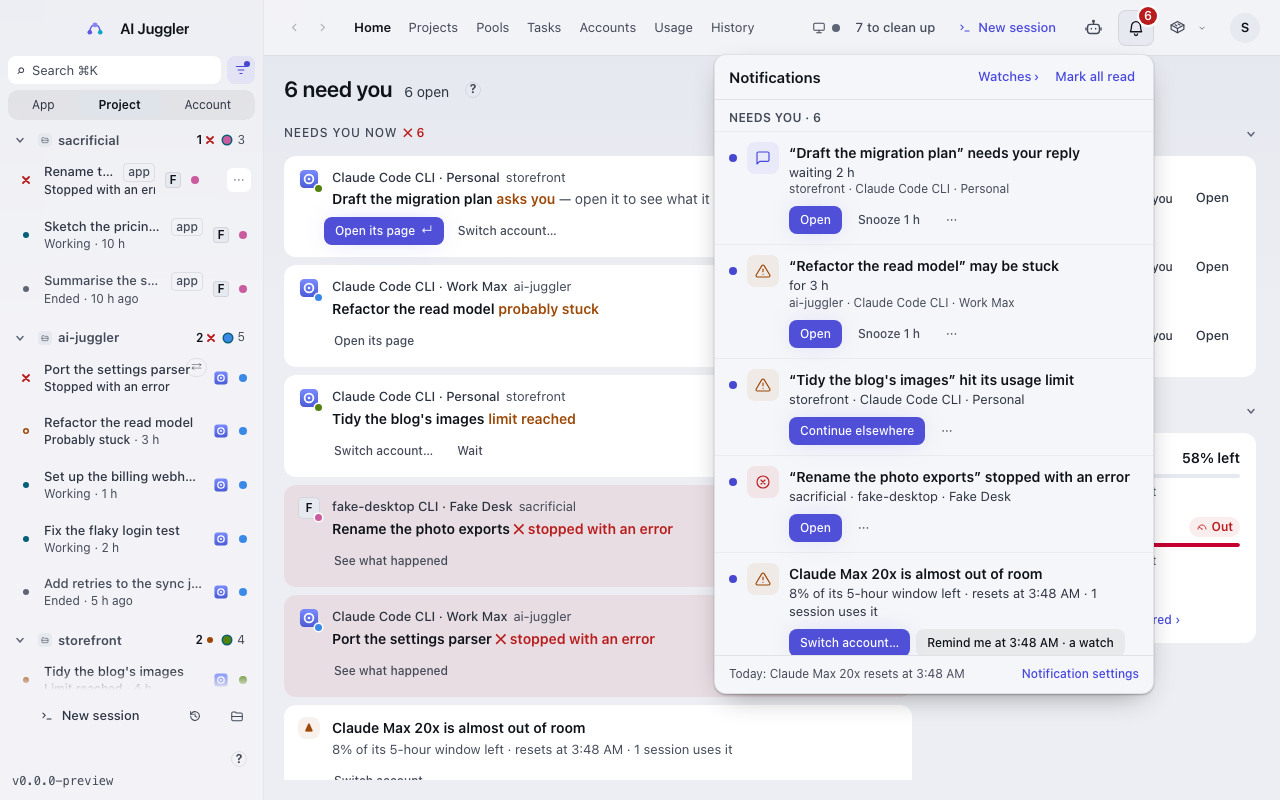 AI Juggler
Search ⌘K
App Project Account
sacrificial 1 3
Rename t... app F
Stopped with an err
Sketch the pricin... app F
Working · 10 h
Summarise the s... app F
Ended · 10 h ago
ai-juggler 2 5
Port the settings parser
Stopped with an error
Refactor the read model
Probably stuck · 3 h
Set up the billing webh...
Working · 1 h
Fix the flaky login test
Working · 2 h
Add retries to the sync j...
Ended · 5 h ago
storefront 2 4
Tidy the blog's images
New session
?
v0.0.0-preview
Home Projects Pools Tasks Accounts Usage History
7 to clean up
New session
6
S
6 need you 6 open ?
NEEDS YOU NOW 6
Claude Code CLI · Personal storefront
Draft the migration plan asks you — open it to see what it
Open its page Switch account...
Claude Code CLI · Work Max ai-juggler
Refactor the read model probably stuck
Open its page
Claude Code CLI · Personal storefront
Tidy the blog's images limit reached
Switch account... Wait
F fake-desktop CLI · Fake Desk sacrificial
Rename the photo exports stopped with an error
See what happened
Claude Code CLI · Work Max ai-juggler
Port the settings parser stopped with an error
See what happened
Claude Max 20x is almost out of room
8% of its 5-hour window left · resets at 3:48 AM · 1 session uses it
Switch account
Notifications Watches › Mark all read
NEEDS YOU · 6
“Draft the migration plan” needs your reply
waiting 2 h
storefront · Claude Code CLI · Personal
Open Snooze 1 h ···
“Refactor the read model” may be stuck
for 3 h
ai-juggler · Claude Code CLI · Work Max
Open Snooze 1 h ···
“Tidy the blog's images” hit its usage limit
storefront · Claude Code CLI · Personal
Continue elsewhere ···
“Rename the photo exports” stopped with an error
sacrificial · fake-desktop · Fake Desk
Open ···
Claude Max 20x is almost out of room
8% of its 5-hour window left · resets at 3:48 AM · 1
session uses it
Switch account... Remind me at 3:48 AM · a watch
Today: Claude Max 20x resets at 3:48 AM Notification settings
you Open
you Open
you Open
58% left
t
Out
t
red ›